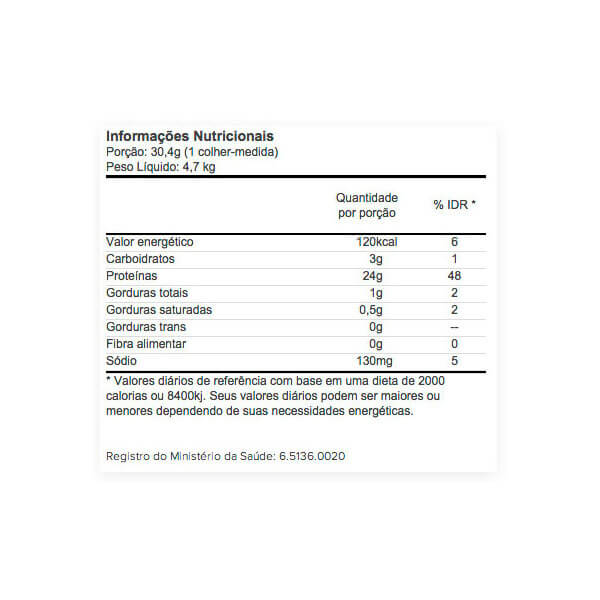 Informações Nutricionais
Porção: 30,4g (1 colher-medida)
Peso Líquido: 4,7 kg
Quantidade por porção % IDR *
Valor energético 120kcal 6
Carboidratos 3g 1
Proteínas 24g 48
Gorduras totais 1g 2
Gorduras saturadas 0,5g 2
Gorduras trans 0g --
Fibra alimentar 0g 0
Sódio 130mg 5
* Valores diários de referência com base em uma dieta de 2000
calorias ou 8400kj. Seus valores diários podem ser maiores ou
menores dependendo de suas necessidades energéticas.
Registro do Ministério da Saúde: 6.5136.0020